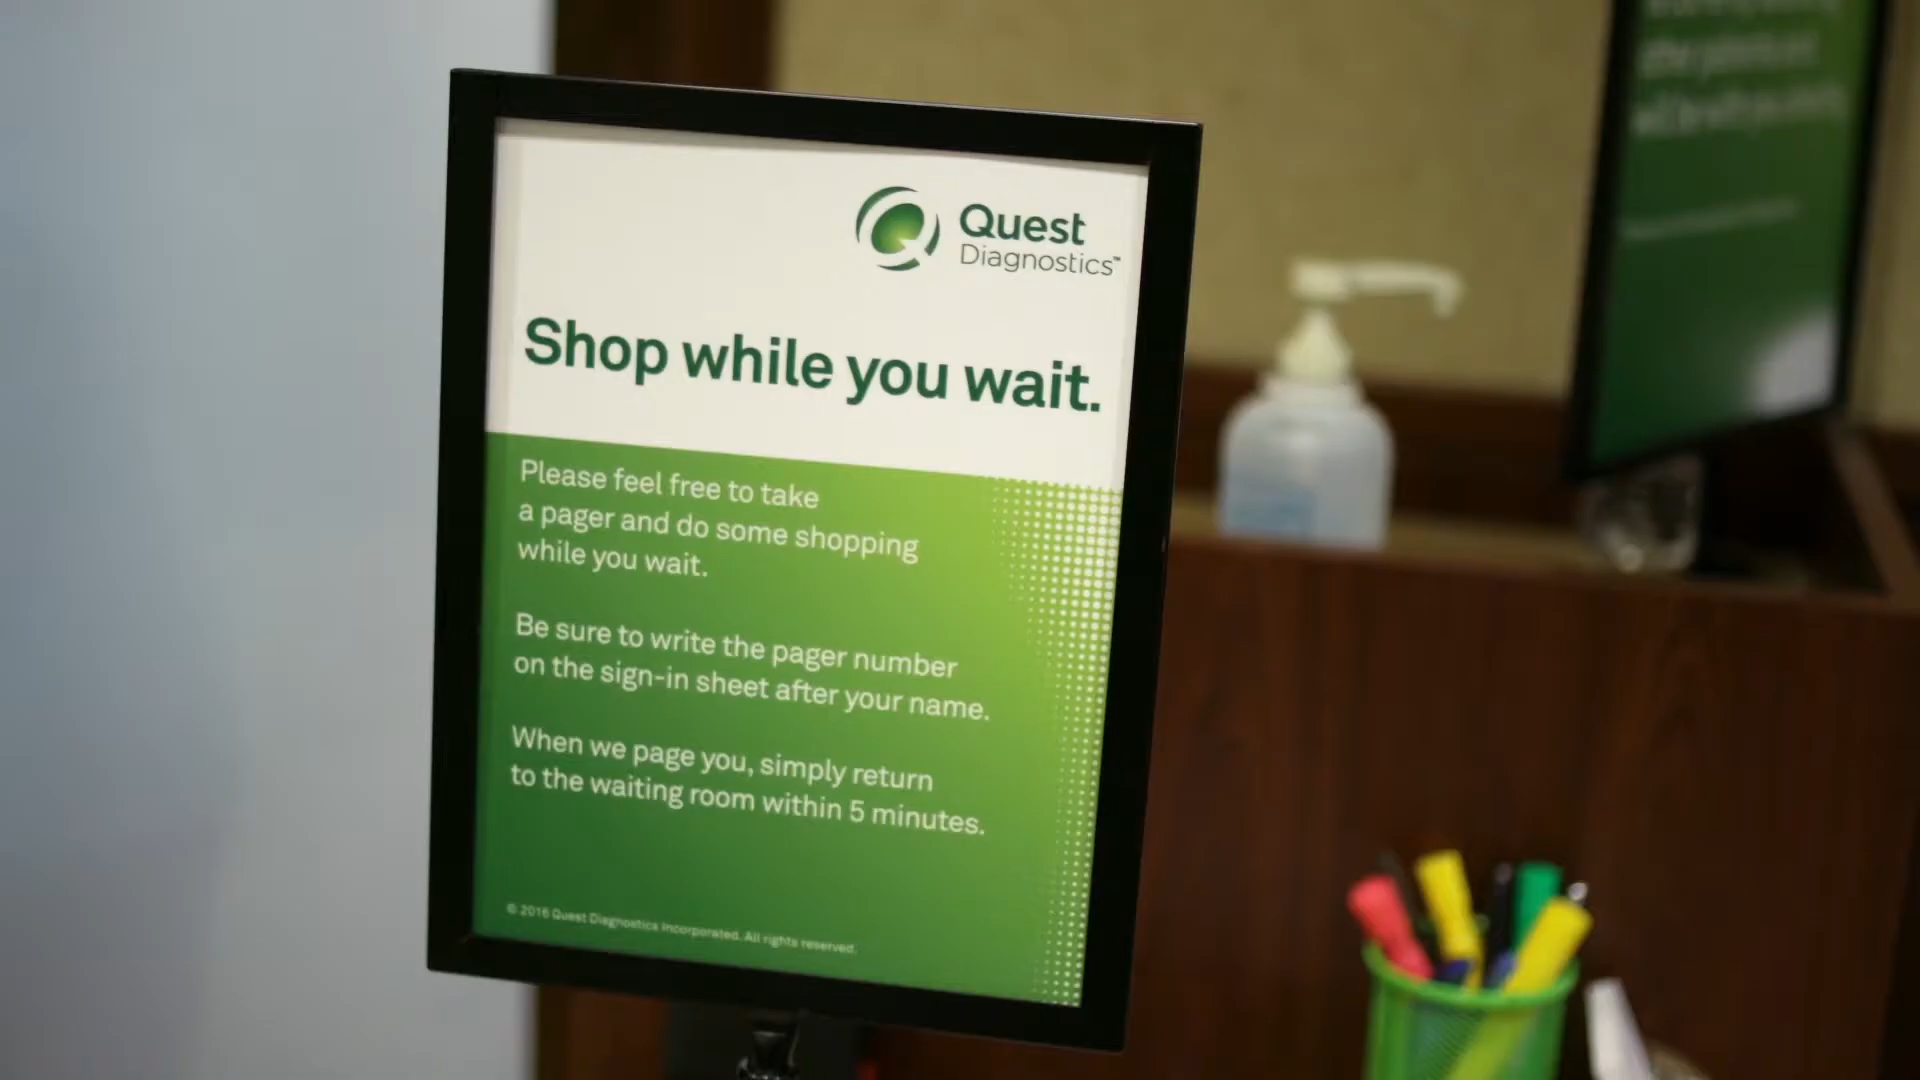 Quest
Diagnostics™
Shop while you wait.
Please feel free to take
a pager and do some shopping
while you wait.
Be sure to write the pager number
on the sign-in sheet after your name.
When we page you, simply return
to the waiting room within 5 minutes.
© 2016 Quest Diagnostics Incorporated. All rights reserved.